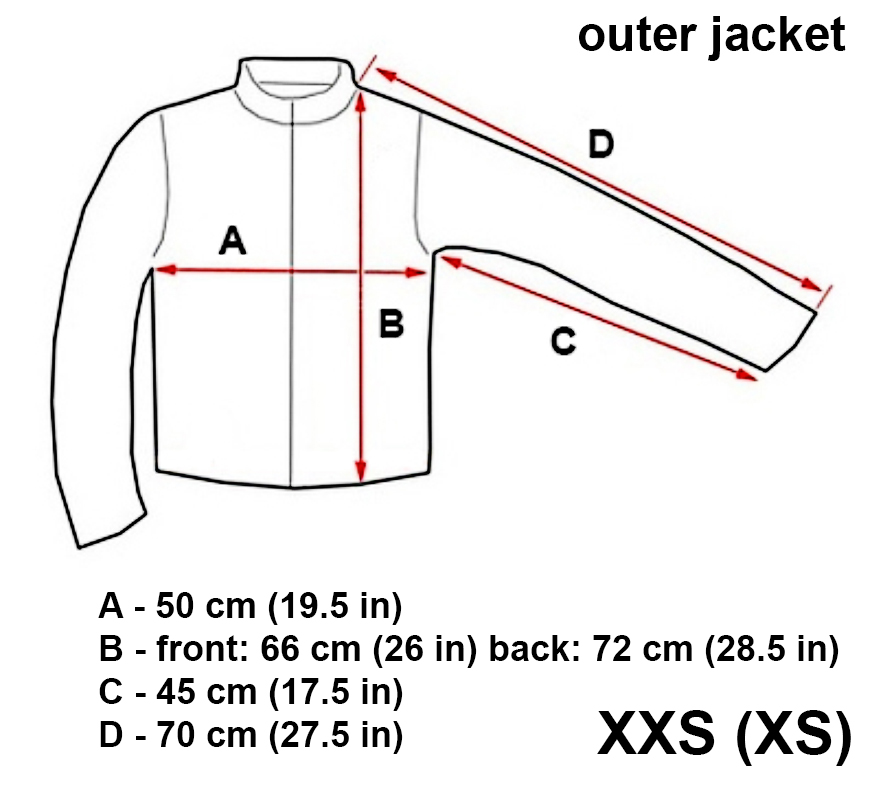 outer jacket
D
A
B
C
A - 50 cm (19.5 in)
B - front: 66 cm (26 in) back: 72 cm (28.5 in)
C - 45 cm (17.5 in)
D - 70 cm (27.5 in)
XXS (XS)